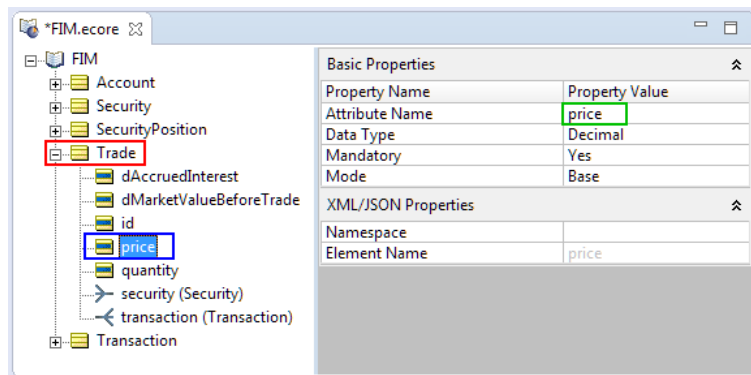 *FIM.ecore
FIM
Account
Security
SecurityPosition
Trade
dAccruedInterest
dMarketValueBeforeTrade
id
price
quantity
security (Security)
transaction (Transaction)
Transaction
Basic Properties
Property Name Property Value
Attribute Name price
Data Type Decimal
Mandatory Yes
Mode Base
XML/JSON Properties
Namespace
Element Name price